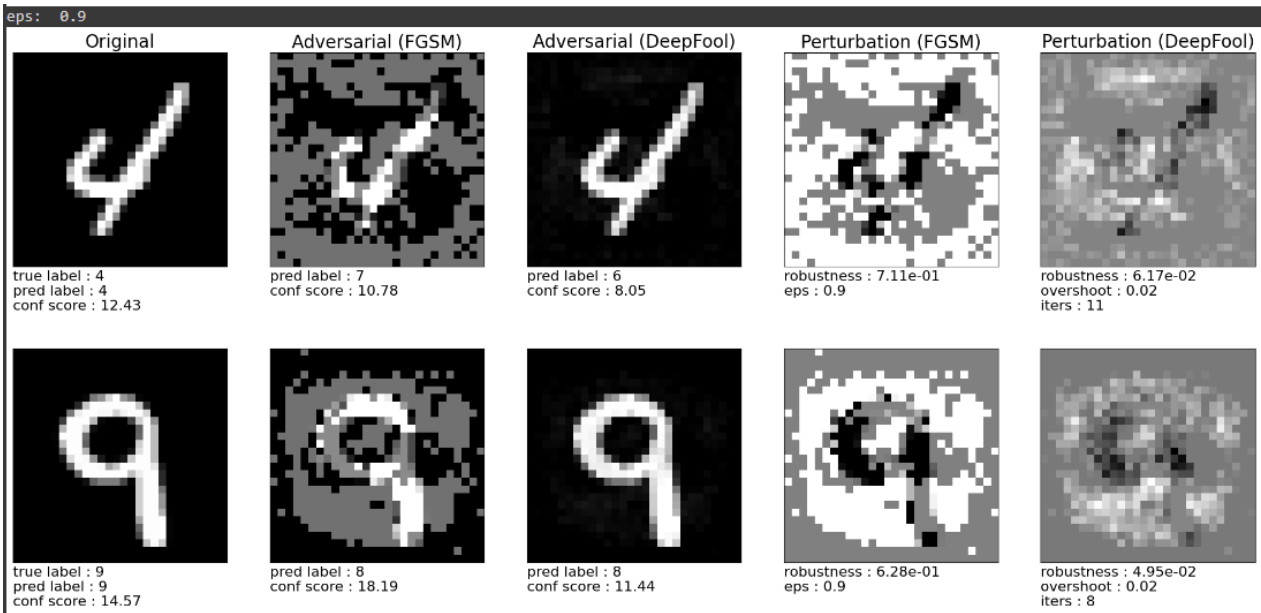 eps:  0.9
Original
Adversarial (FGSM)
Adversarial (DeepFool)
Perturbation (FGSM)
Perturbation (DeepFool)
true label : 4
pred label : 4
conf score : 12.43
pred label : 7
conf score : 10.78
pred label : 6
conf score : 8.05
robustness : 7.11e-01
eps : 0.9
robustness : 6.17e-02
overshoot : 0.02
iters : 11
true label : 9
pred label : 9
conf score : 14.57
pred label : 8
conf score : 18.19
pred label : 8
conf score : 11.44
robustness : 6.28e-01
eps : 0.9
robustness : 4.95e-02
overshoot : 0.02
iters : 8